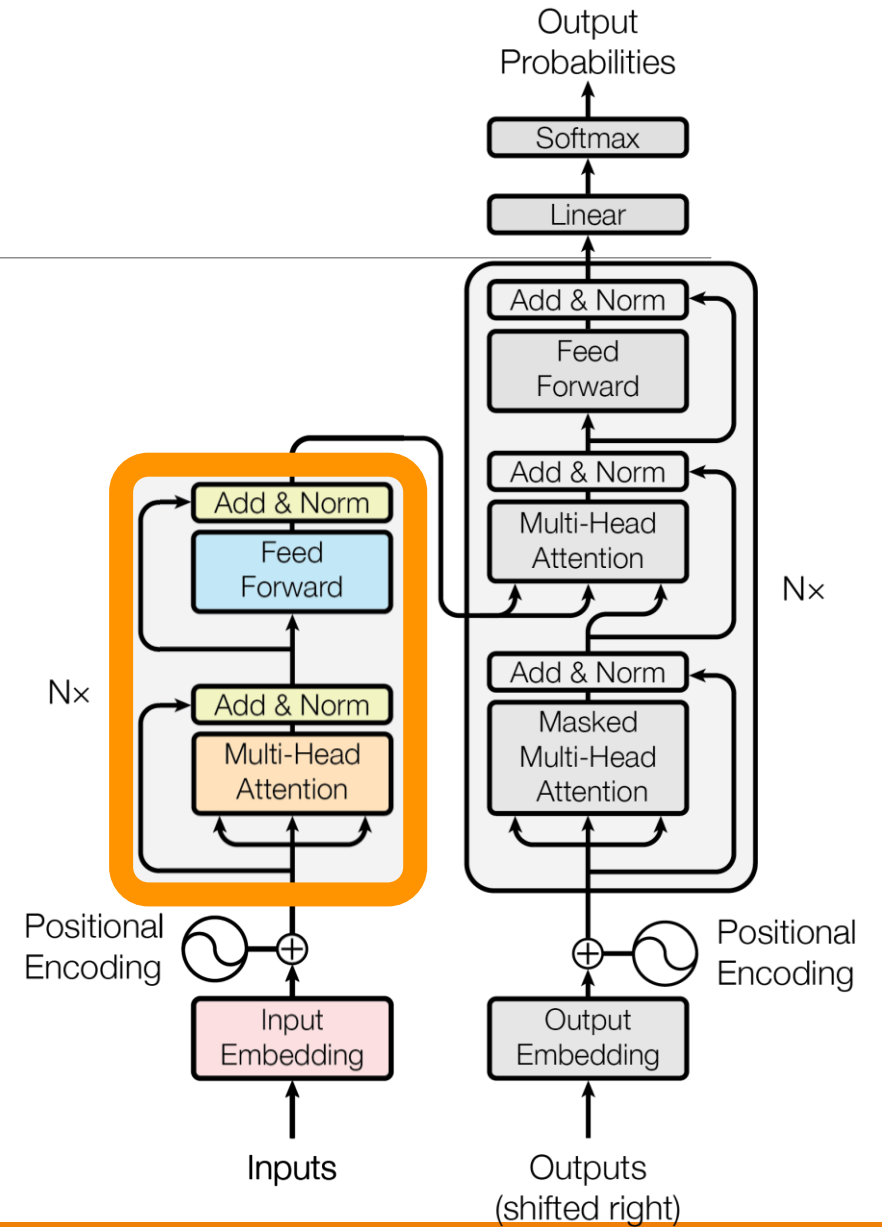 Output
Probabilities
Softmax
Linear
Add & Norm
Feed
Forward
Add & Norm
Multi-Head
Attention
Nx
Add & Norm
Masked
Multi-Head
Attention
Positional
Encoding
Output
Embedding
Outputs
(shifted right)
Add & Norm
Feed
Forward
Nx
Add & Norm
Multi-Head
Attention
Positional
Encoding
Input
Embedding
Inputs